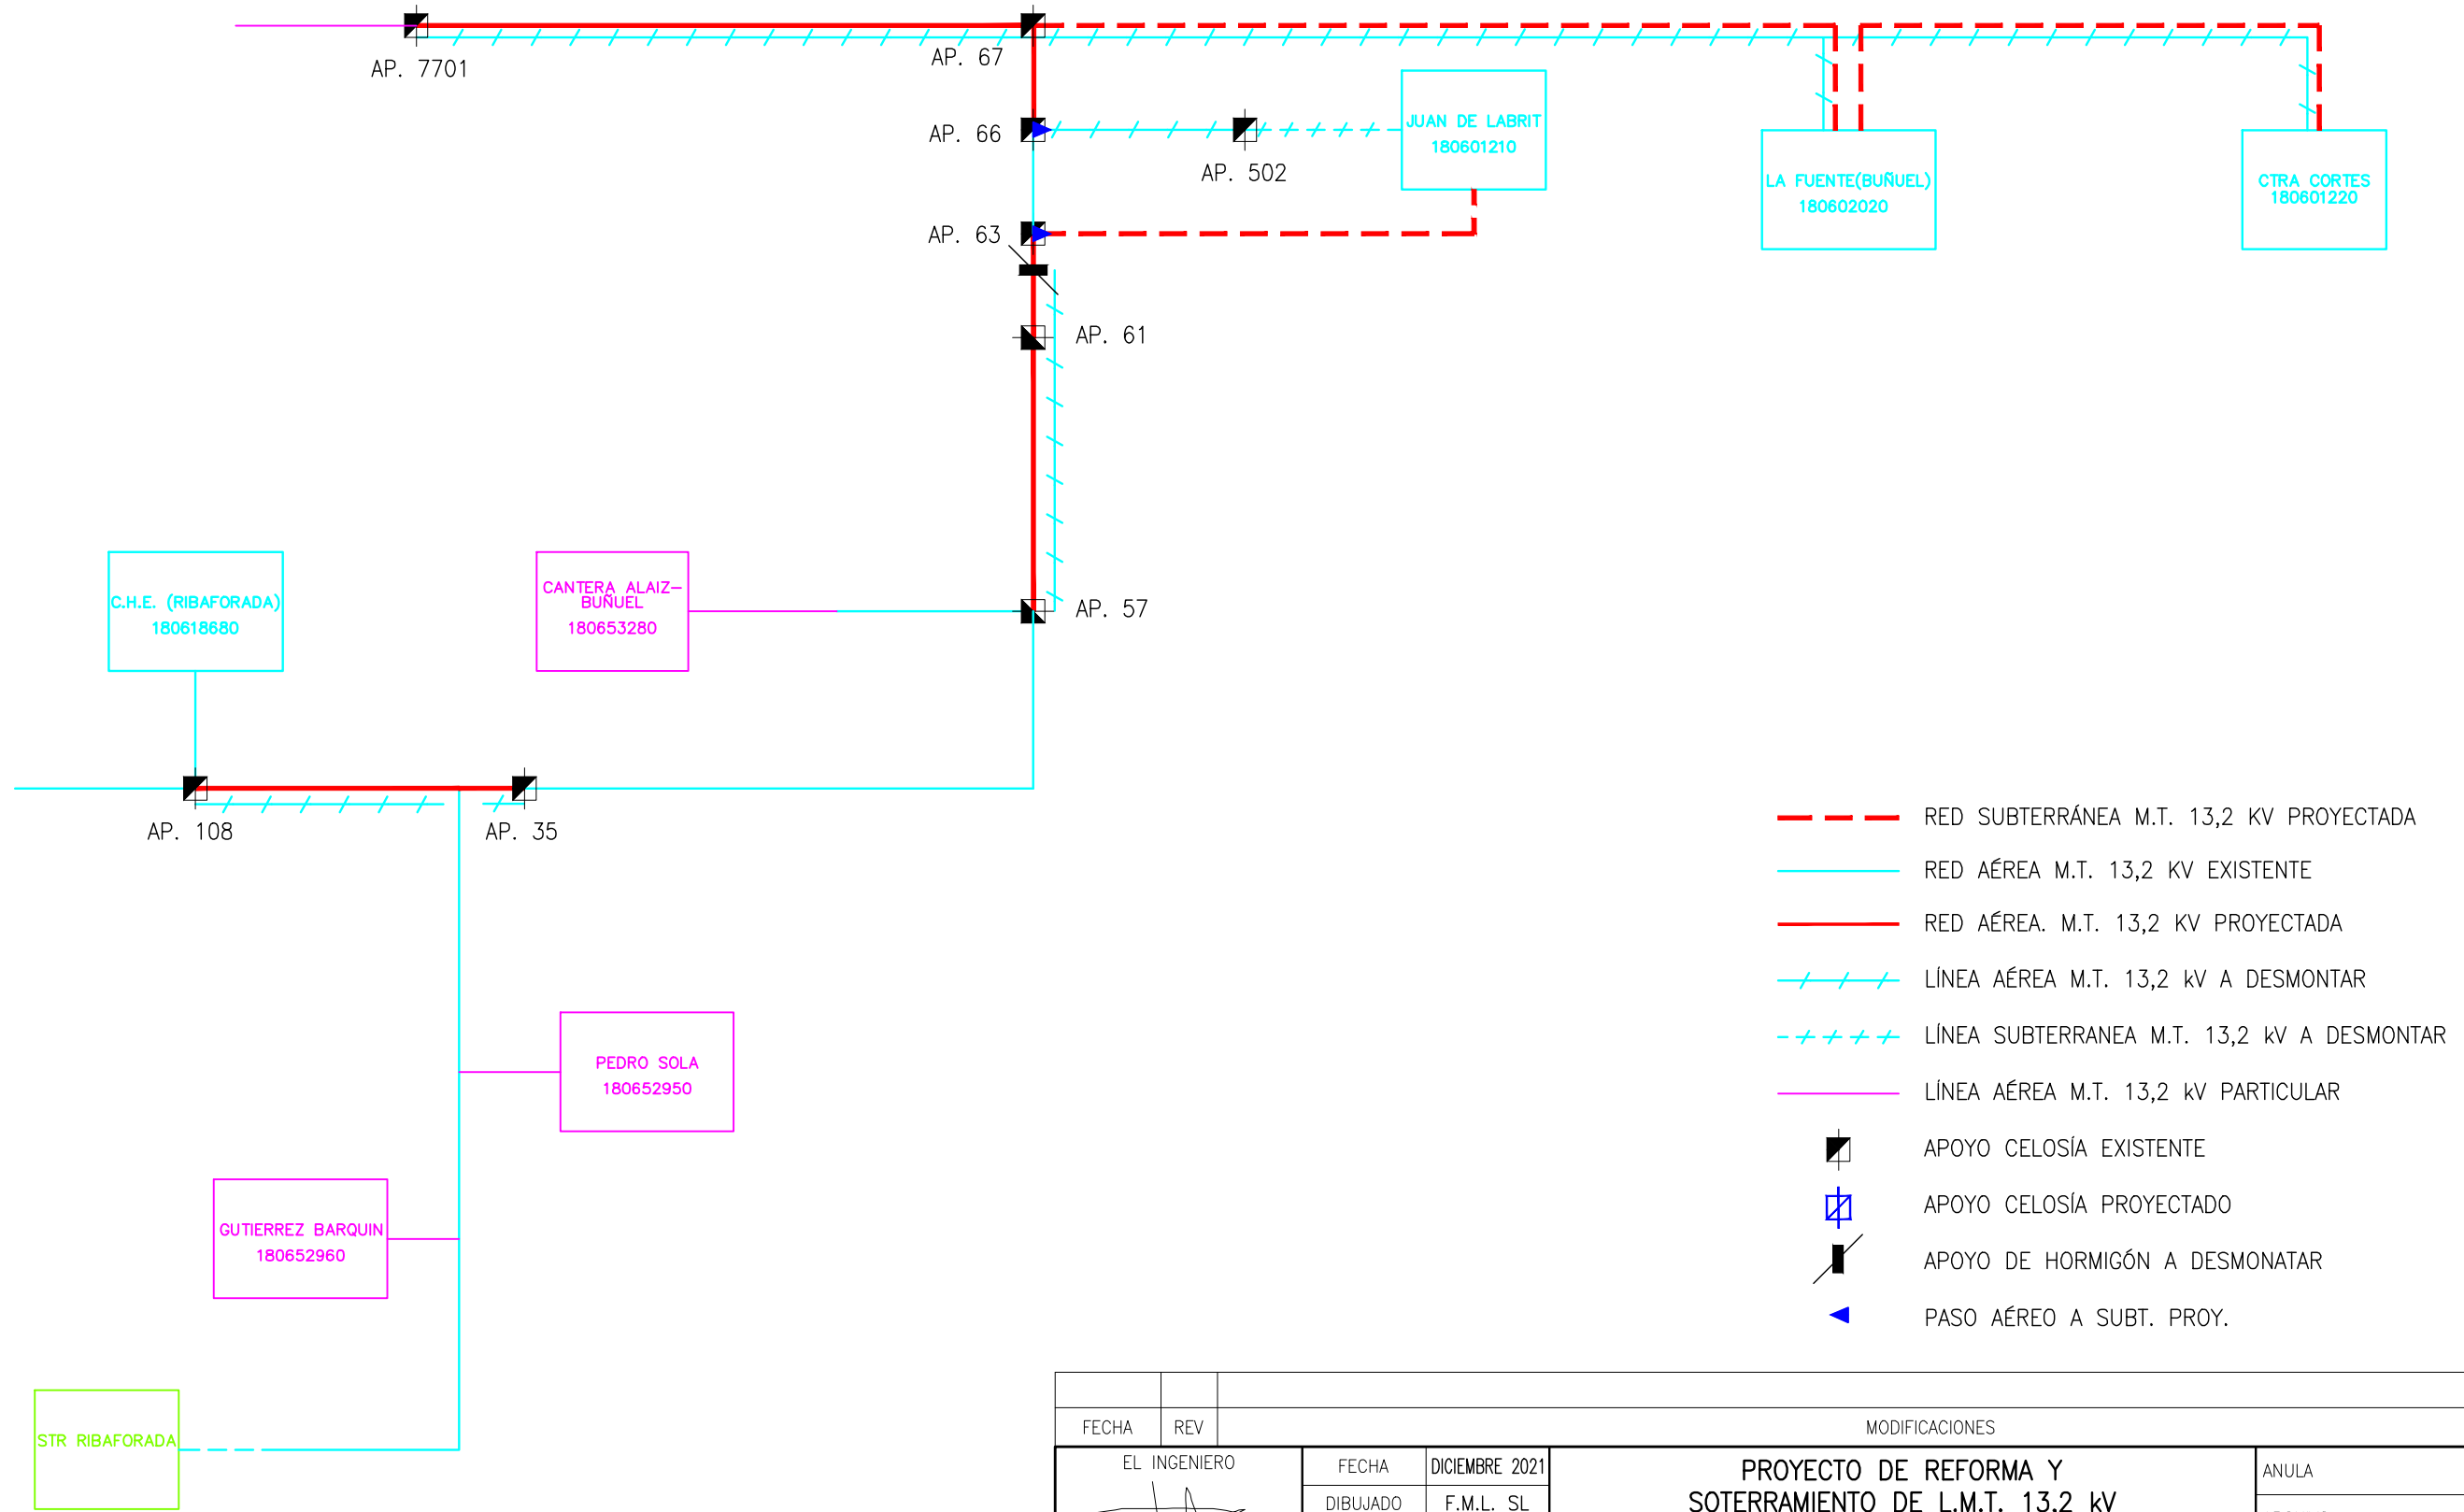 AP. 7701
AP. 67
AP. 66
AP. 502
JUAN DE LABRIT
180601210
LA FUENTE(BUÑUEL)
180602020
CTRA CORTES
180601220
AP. 63
AP. 61
C.H.E. (RIBAFORADA)
180618680
CANTERA ALAIZ-
BUÑUEL
180653280
AP. 57
AP. 108
AP. 35
RED SUBTERRÁNEA M.T. 13,2 KV PROYECTADA
RED AÉREA M.T. 13,2 KV EXISTENTE
RED AÉREA. M.T. 13,2 KV PROYECTADA
LÍNEA AÉREA M.T. 13,2 kV A DESMONTAR
LÍNEA SUBTERRANEA M.T. 13,2 kV A DESMONTAR
LÍNEA AÉREA M.T. 13,2 kV PARTICULAR
APOYO CELOSÍA EXISTENTE
APOYO CELOSÍA PROYECTADO
APOYO DE HORMIGÓN A DESMONATAR
PASO AÉREO A SUBT. PROY.
PEDRO SOLA
180652950
GUTIERREZ BARQUIN
180652960
STR RIBAFORADA
FECHA REV MODIFICACIONES
EL INGENIERO
FECHA DICIEMBRE 2021
DIBUJADO F.M.L. SL
PROYECTO DE REFORMA Y
SOTERRAMIENTO DE L.M.T. 13,2 kV
ANULA